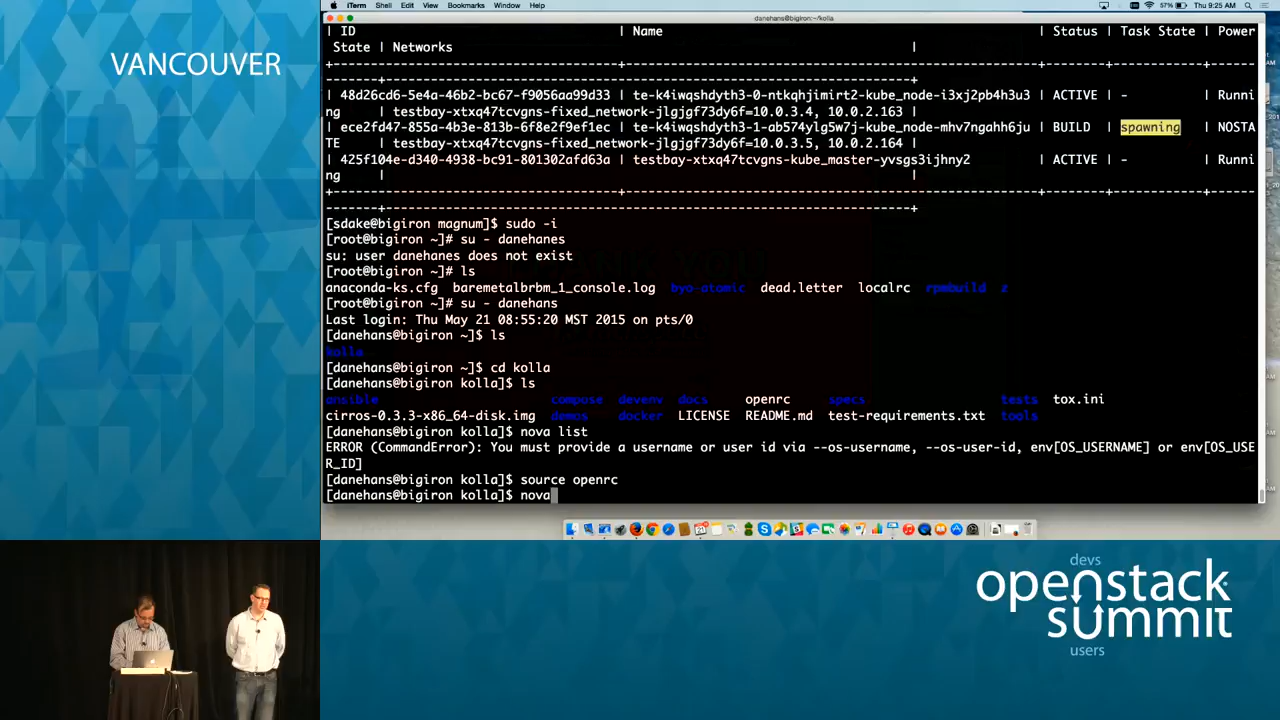 VANCOUVER
iTerm Shell Edit View Bookmarks Window Help
57% Thu 9:25 AM
danehans@bigiron:~/kolla
| ID | Name | Status | Task State | Power
State | Networks |
+-----------------------------------------+
| 48d26cd6-5e4a-46b2-bc67-f9056aa99d33 | te-k4iwqshdyth3-0-ntkqhjimirt2-kube_node-i3xj2pb4h3u3 | ACTIVE | - | Runni
ng | testbay-xtxq47tcvgns-fixed_network-jlgjgf73dy6f=10.0.3.4, 10.0.2.163 |
| ece2fd47-855a-4b3e-813b-6f8e2f9ef1ec | te-k4iwqshdyth3-1-ab574ylg5w7j-kube_node-mhv7ngahh6ju | BUILD | spawning | NOSTA
TE | testbay-xtxq47tcvgns-fixed_network-jlgjgf73dy6f=10.0.3.5, 10.0.2.164 |
| 425f104e-d340-4938-bc91-801302afd63a | testbay-xtxq47tcvgns-kube_master-yvsgs3ijhny2 | ACTIVE | - | Runni
ng | |
[sdake@bigiron magnum]$ sudo -i
[root@bigiron ~]# su - danehanes
su: user danehanes does not exist
[root@bigiron ~]# ls
anaconda-ks.cfg baremetalbrbm_1_console.log byo-atomic dead.letter localrc rpmbuild z
[root@bigiron ~]# su - danehans
Last login: Thu May 21 08:55:20 MST 2015 on pts/0
[danehans@bigiron ~]$ ls
kolla
[danehans@bigiron ~]$ cd kolla
[danehans@bigiron kolla]$ ls
ansible compose devenv docs openrc specs tests tox.ini
cirros-0.3.3-x86_64-disk.img demos docker LICENSE README.md test-requirements.txt tools
[danehans@bigiron kolla]$ nova list
ERROR (CommandError): You must provide a username or user id via --os-username, --os-user-id, env[OS_USERNAME] or env[OS_USE
R_ID]
[danehans@bigiron kolla]$ source openrc
[danehans@bigiron kolla]$ nova
devs
openstack
summit
users